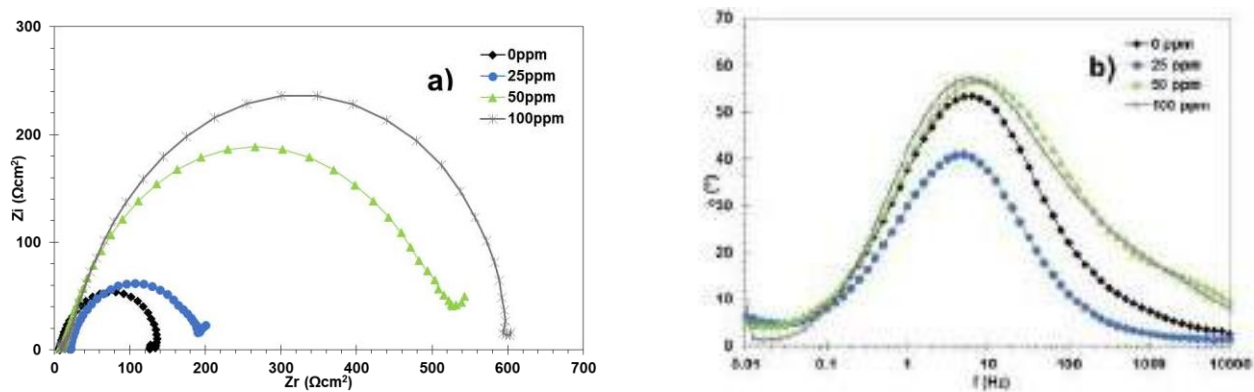 300
200
100
0
0 100 200 300 400 500 600 700
Zi (Ωcm²)
Zr (Ωcm²)
a)
0ppm
25ppm
50ppm
100ppm
70
60
50
40
30
20
10
0
0.01 0.1 1 10 100 1000 10000
f (Hz)
b)
0 ppm
25 ppm
50 ppm
100 ppm